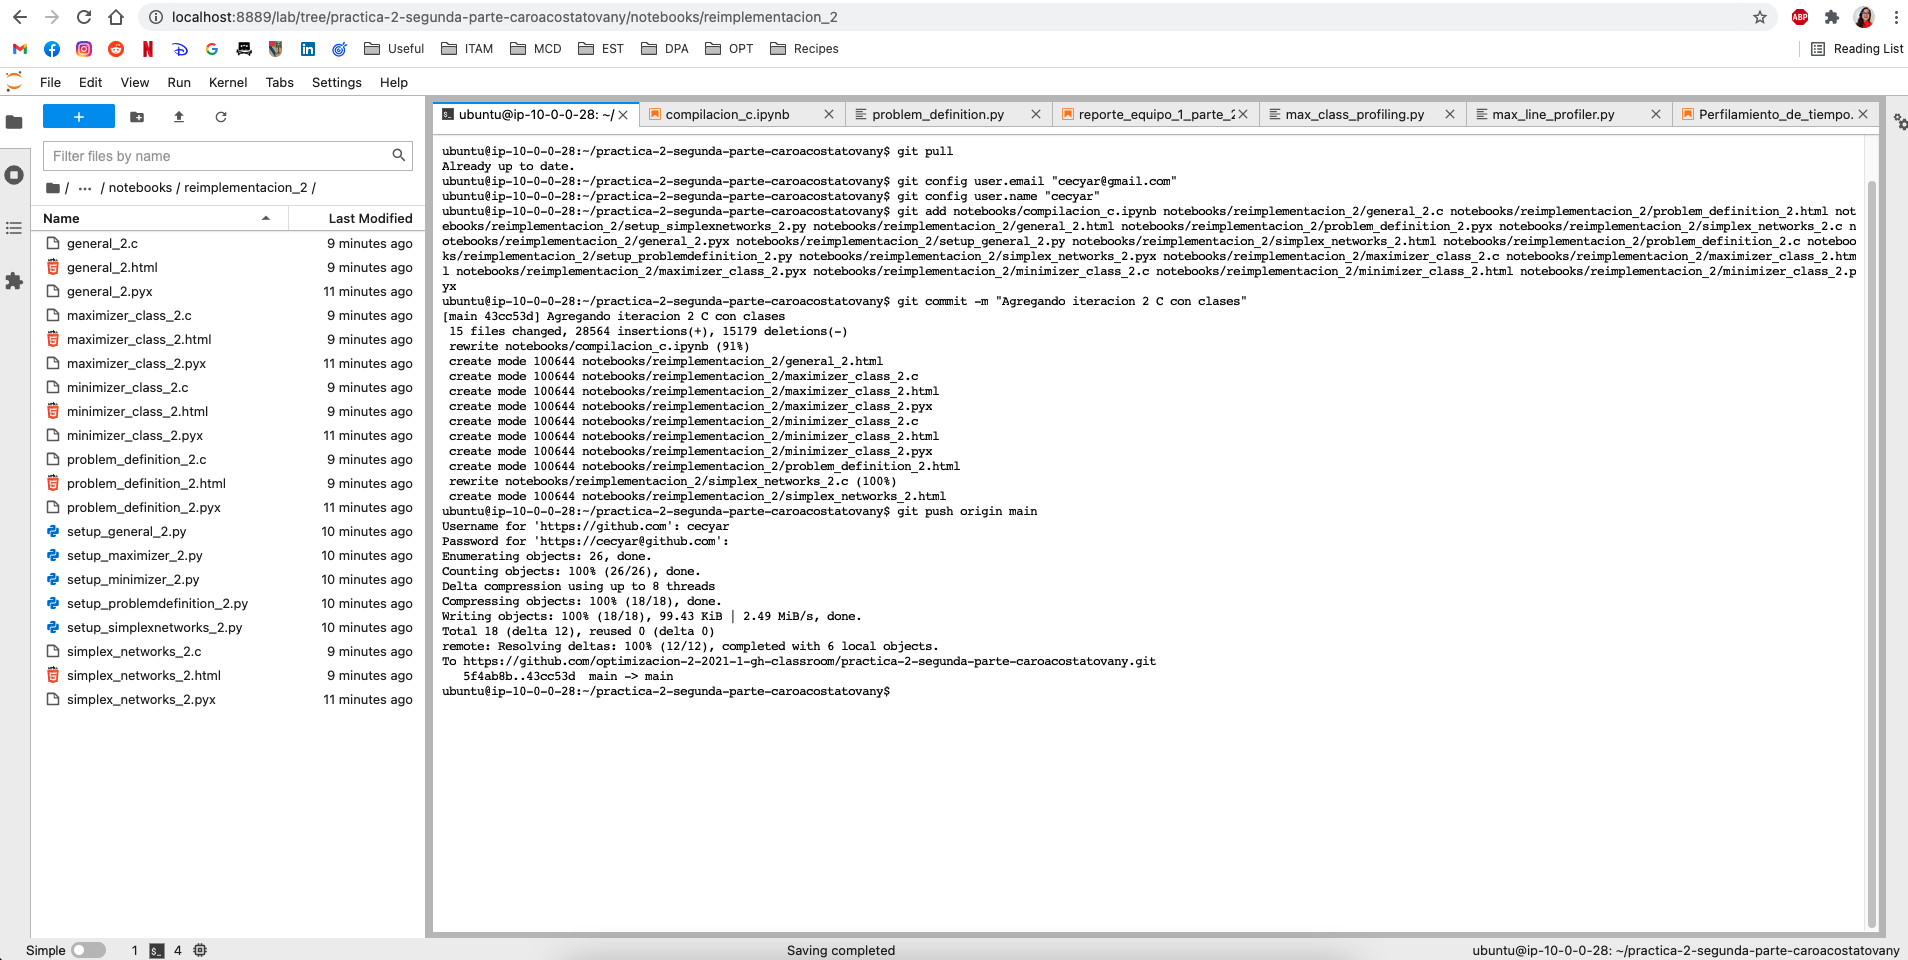 localhost:8889/lab/tree/practica-2-segunda-parte-caroacostatovany/notebooks/reimplementacion_2
ABP
Useful ITAM MCD EST DPA OPT Recipes Reading List
File Edit View Run Kernel Tabs Settings Help
+
Filter files by name
/ ··· / notebooks / reimplementacion_2 /
Name Last Modified
general_2.c 9 minutes ago
general_2.html 9 minutes ago
general_2.pyx 11 minutes ago
maximizer_class_2.c 9 minutes ago
maximizer_class_2.html 9 minutes ago
maximizer_class_2.pyx 11 minutes ago
minimizer_class_2.c 9 minutes ago
minimizer_class_2.html 9 minutes ago
minimizer_class_2.pyx 11 minutes ago
problem_definition_2.c 9 minutes ago
problem_definition_2.html 9 minutes ago
problem_definition_2.pyx 11 minutes ago
setup_general_2.py 10 minutes ago
setup_maximizer_2.py 10 minutes ago
setup_minimizer_2.py 10 minutes ago
setup_problemdefinition_2.py 10 minutes ago
setup_simplexnetworks_2.py 10 minutes ago
simplex_networks_2.c 9 minutes ago
simplex_networks_2.html 9 minutes ago
simplex_networks_2.pyx 11 minutes ago
ubuntu@ip-10-0-0-28: ~/ compilacion_c.ipynb problem_definition.py reporte_equipo_1_parte_2 max_class_profiling.py max_line_profiler.py Perfilamiento_de_tiempo.
ubuntu@ip-10-0-0-28:~/practica-2-segunda-parte-caroacostatovany$ git pull
Already up to date.
ubuntu@ip-10-0-0-28:~/practica-2-segunda-parte-caroacostatovany$ git config user.email "cecyar@gmail.com"
ubuntu@ip-10-0-0-28:~/practica-2-segunda-parte-caroacostatovany$ git config user.name "cecyar"
ubuntu@ip-10-0-0-28:~/practica-2-segunda-parte-caroacostatovany$ git add notebooks/compilacion_c.ipynb notebooks/reimplementacion_2/general_2.c notebooks/reimplementacion_2/problem_definition_2.html not
ebooks/reimplementacion_2/setup_simplexnetworks_2.py notebooks/reimplementacion_2/general_2.html notebooks/reimplementacion_2/problem_definition_2.pyx notebooks/reimplementacion_2/simplex_networks_2.c n
otebooks/reimplementacion_2/general_2.pyx notebooks/reimplementacion_2/setup_general_2.py notebooks/reimplementacion_2/simplex_networks_2.html notebooks/reimplementacion_2/problem_definition_2.c noteboo
ks/reimplementacion_2/setup_problemdefinition_2.py notebooks/reimplementacion_2/simplex_networks_2.pyx notebooks/reimplementacion_2/maximizer_class_2.c notebooks/reimplementacion_2/maximizer_class_2.htm
l notebooks/reimplementacion_2/maximizer_class_2.pyx notebooks/reimplementacion_2/minimizer_class_2.c notebooks/reimplementacion_2/minimizer_class_2.html notebooks/reimplementacion_2/minimizer_class_2.p
yx
ubuntu@ip-10-0-0-28:~/practica-2-segunda-parte-caroacostatovany$ git commit -m "Agregando iteracion 2 C con clases"
[main 43cc53d] Agregando iteracion 2 C con clases
15 files changed, 28564 insertions(+), 15179 deletions(-)
rewrite notebooks/compilacion_c.ipynb (91%)
create mode 100644 notebooks/reimplementacion_2/general_2.html
create mode 100644 notebooks/reimplementacion_2/maximizer_class_2.c
create mode 100644 notebooks/reimplementacion_2/maximizer_class_2.html
create mode 100644 notebooks/reimplementacion_2/maximizer_class_2.pyx
create mode 100644 notebooks/reimplementacion_2/minimizer_class_2.c
create mode 100644 notebooks/reimplementacion_2/minimizer_class_2.html
create mode 100644 notebooks/reimplementacion_2/minimizer_class_2.pyx
create mode 100644 notebooks/reimplementacion_2/problem_definition_2.html
rewrite notebooks/reimplementacion_2/simplex_networks_2.c (100%)
create mode 100644 notebooks/reimplementacion_2/simplex_networks_2.html
ubuntu@ip-10-0-0-28:~/practica-2-segunda-parte-caroacostatovany$ git push origin main
Username for 'https://github.com': cecyar
Password for 'https://cecyar@github.com':
Enumerating objects: 26, done.
Counting objects: 100% (26/26), done.
Delta compression using up to 8 threads
Compressing objects: 100% (18/18), done.
Writing objects: 100% (18/18), 99.43 KiB | 2.49 MiB/s, done.
Total 18 (delta 12), reused 0 (delta 0)
remote: Resolving deltas: 100% (12/12), completed with 6 local objects.
To https://github.com/optimizacion-2-2021-1-gh-classroom/practica-2-segunda-parte-caroacostatovany.git
5f4ab8b..43cc53d main -> main
ubuntu@ip-10-0-0-28:~/practica-2-segunda-parte-caroacostatovany$
Simple 1 4 Saving completed ubuntu@ip-10-0-0-28: ~/practica-2-segunda-parte-caroacostatovany